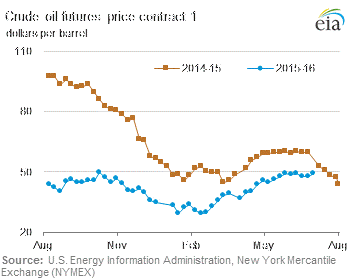 Crude oil futures price contract 1
dollars per barrel
eia
110
2014-15
2015-16
80
50
20
Aug
Nov
Feb
May
Aug
Source: U.S. Energy Information Administration, New York Mercantile
Exchange (NYMEX)